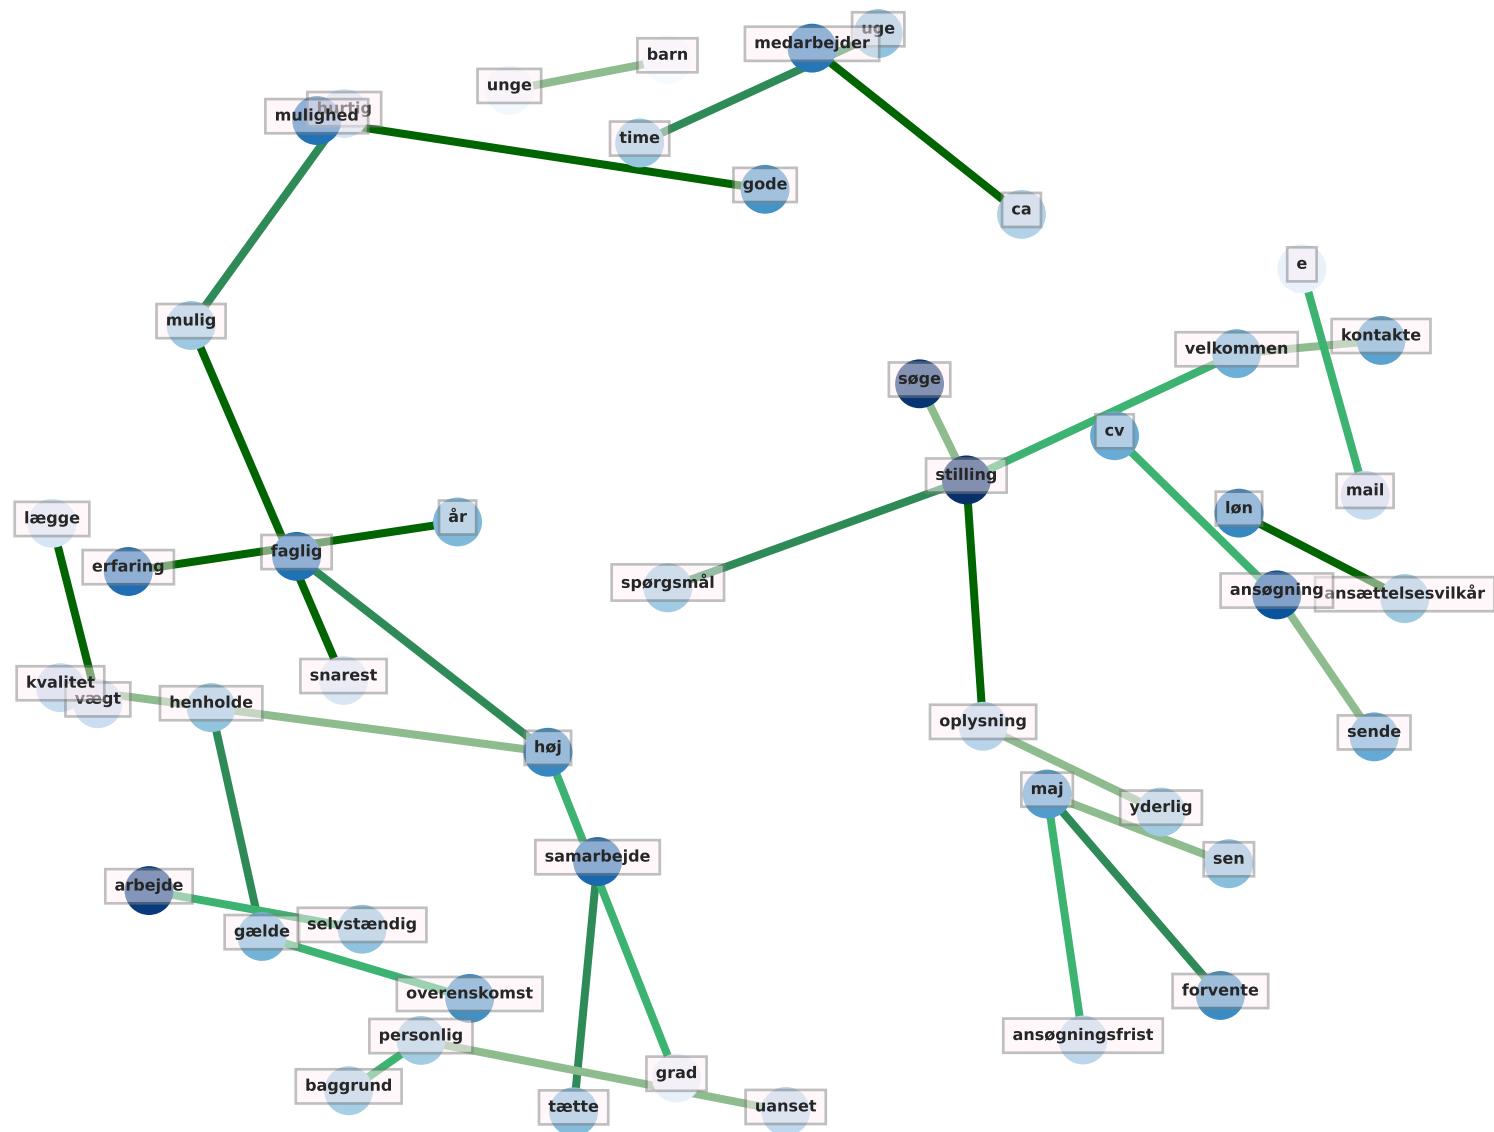 uge
medarbejder
barn
unge
hurtig
mulighed
time
gode
ca
e
mulig
kontakte
velkommen
søge
cv
stilling
mail
løn
år
lægge
faglig
erfaring
spørgsmål
ansøgning
ansættelsesvilkår
snarest
kvalitet
vægt
henholde
oplysning
sende
høj
maj
yderlig
samarbejde
sen
arbejde
selvstændig
gælde
forvente
overenskomst
personlig
ansøgningsfrist
grad
baggrund
tætte
uanset